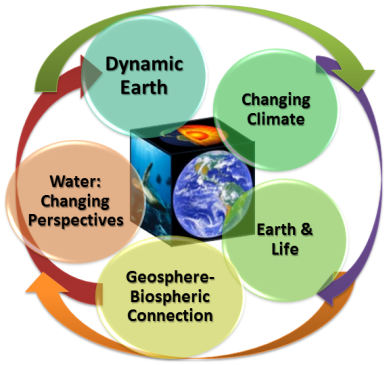 Dynamic
Earth
Changing
Climate
Earth &
Life
Geosphere-
Biospheric
Connection
Water:
Changing
Perspectives